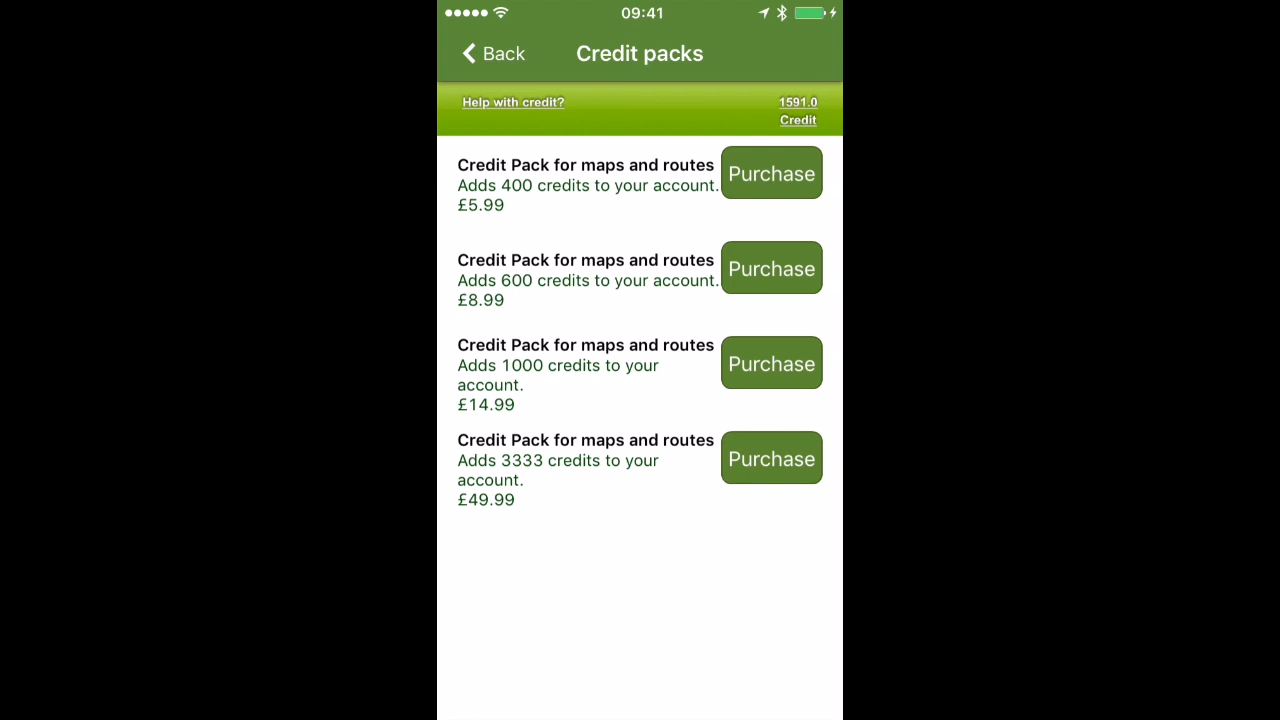 09:41
Back
Credit packs
Help with credit?
1591.0
Credit
Credit Pack for maps and routes
Adds 400 credits to your account.
£5.99
Purchase
Credit Pack for maps and routes
Adds 600 credits to your account.
£8.99
Purchase
Credit Pack for maps and routes
Adds 1000 credits to your
account.
£14.99
Purchase
Credit Pack for maps and routes
Adds 3333 credits to your
account.
£49.99
Purchase